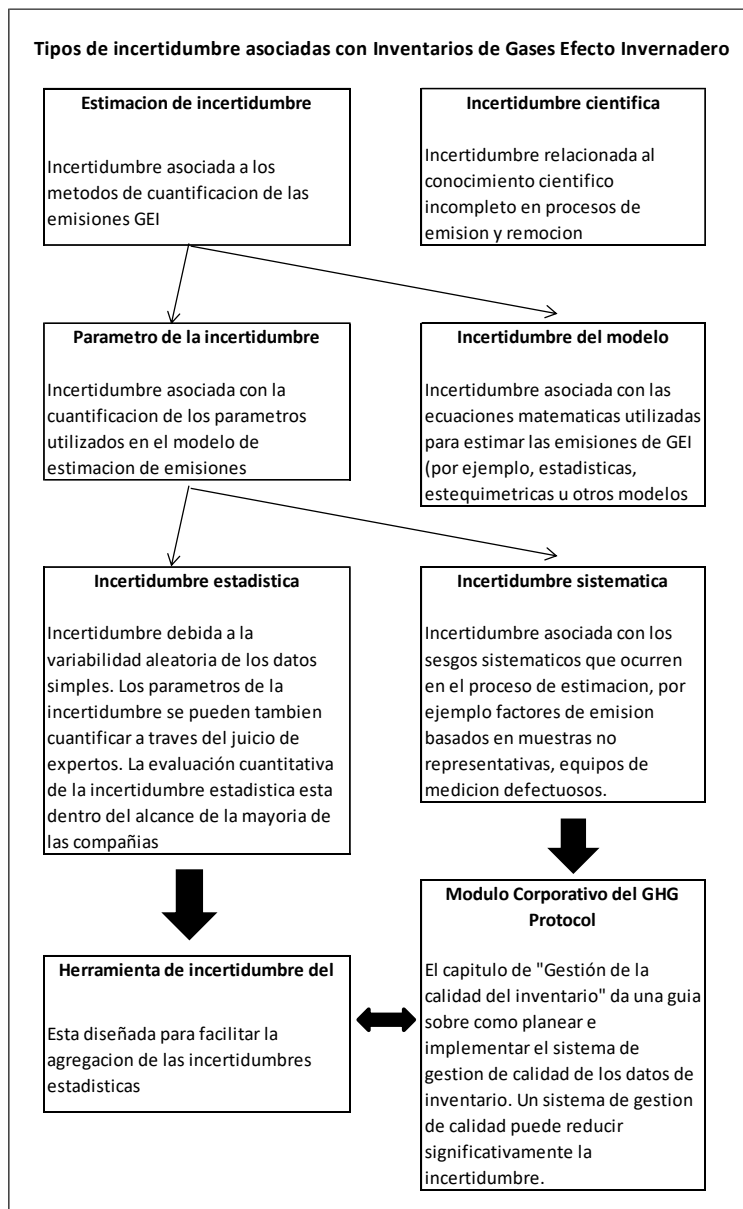 Tipos de incertidumbre asociadas con Inventarios de Gases Efecto Invernadero
Estimacion de incertidumbre
Incertidumbre asociada a los
metodos de cuantificacion de las
emisiones GEI
Incertidumbre cientifica
Incertidumbre relacionada al
conocimiento cientifico
incompleto en procesos de
emision y remocion
Parametro de la incertidumbre
Incertidumbre asociada con la
cuantificacion de los parametros
utilizados en el modelo de
estimacion de emisiones
Incertidumbre del modelo
Incertidumbre asociada con las
ecuaciones matematicas utilizadas
para estimar las emisiones de GEI
(por ejemplo, estadisticas,
estequimetricas u otros modelos
Incertidumbre estadistica
Incertidumbre debida a la
variabilidad aleatoria de los datos
simples. Los parametros de la
incertidumbre se pueden tambien
cuantificar a traves del juicio de
expertos. La evaluación cuantitativa
de la incertidumbre estadistica esta
dentro del alcance de la mayoria de
las compañias
Incertidumbre sistematica
Incertidumbre asociada con los
sesgos sistematicos que ocurren
en el proceso de estimacion, por
ejemplo factores de emision
basados en muestras no
representativas, equipos de
medicion defectuosos.
Herramienta de incertidumbre del
Esta diseñada para facilitar la
agregacion de las incertidumbres
estadisticas
Modulo Corporativo del GHG
Protocol
El capitulo de "Gestión de la
calidad del inventario" da una guia
sobre como planear e
implementar el sistema de
gestion de calidad de los datos de
inventario. Un sistema de gestion
de calidad puede reducir
significativamente la
incertidumbre.